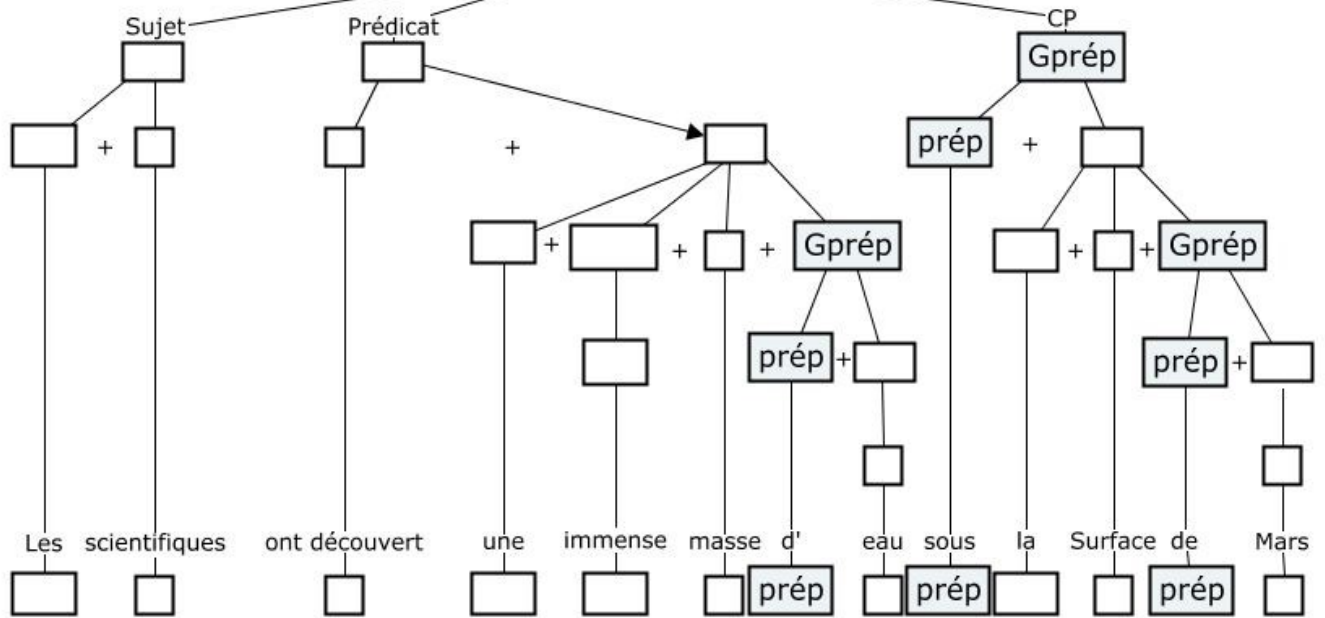 Sujet Prédicat CP
Gprép
+ + prép +
+ + + Gprép + + Gprép
prép + prép +
Les scientifiques ont découvert une immense masse d' eau sous la Surface de Mars
prép prép prép